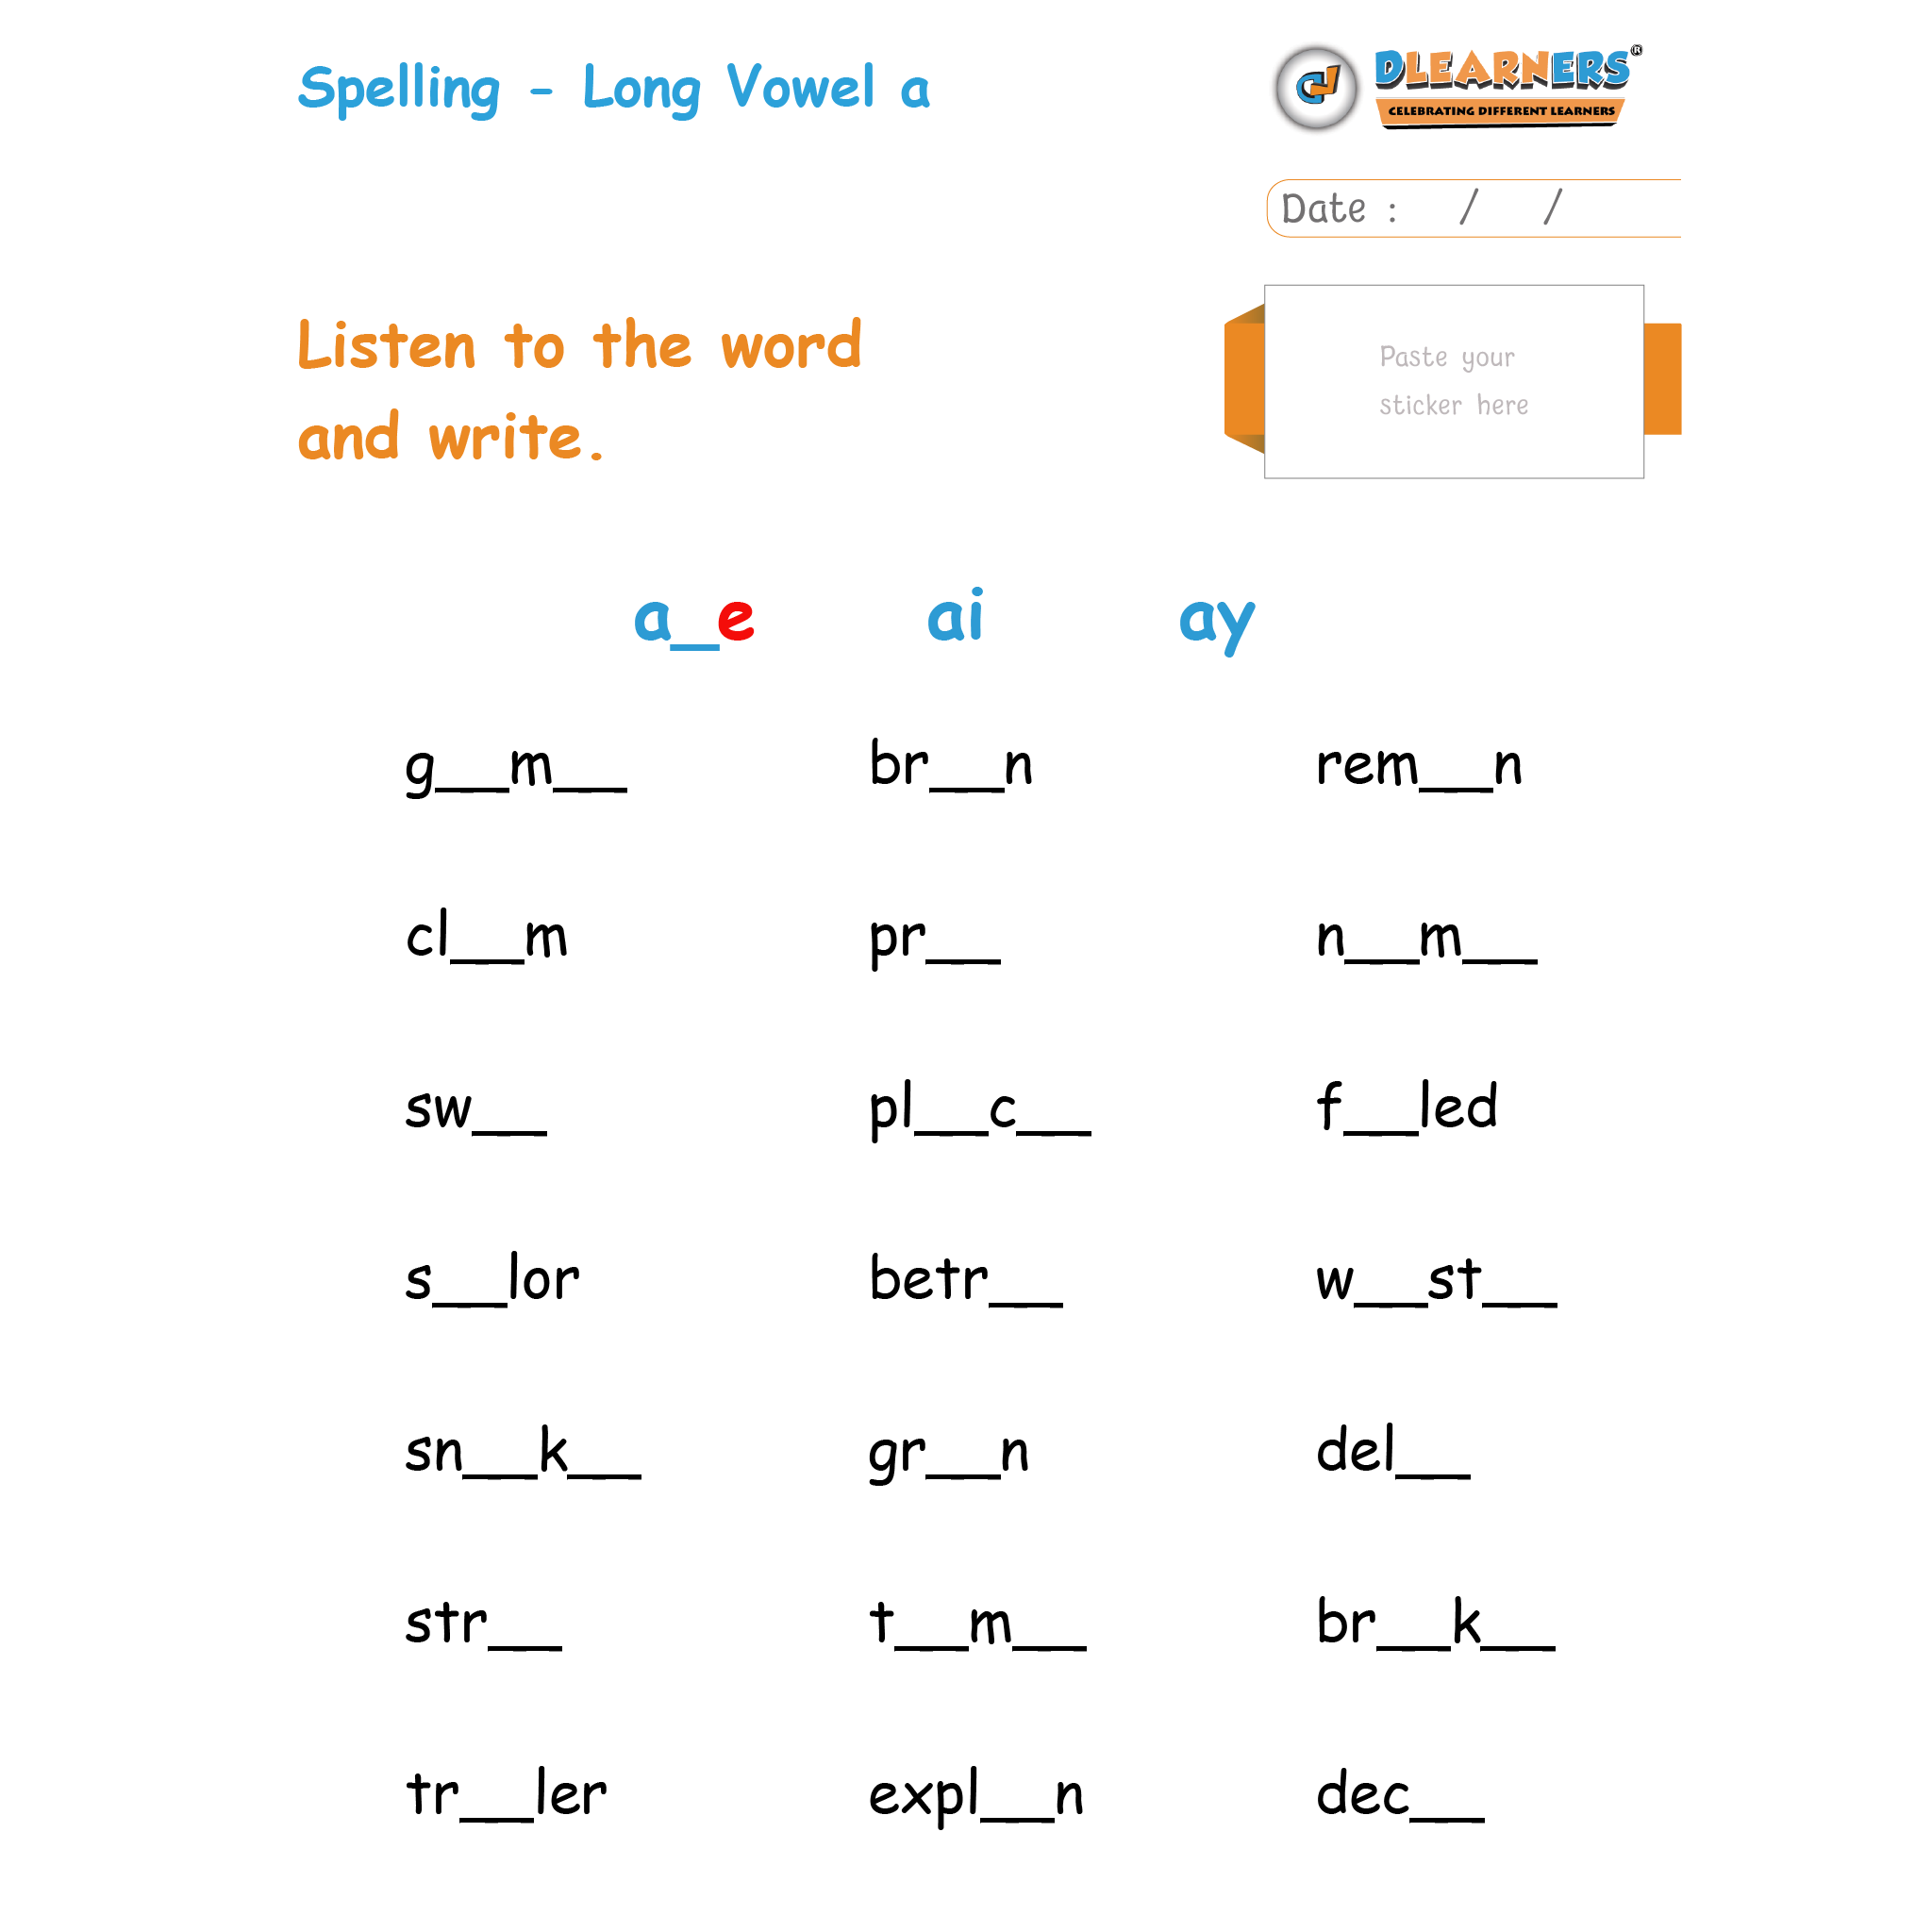 Spelling - Long Vowel a
DLEARNERS®
CELEBRATING DIFFERENT LEARNERS
Date : / /
Listen to the word
and write.
Paste your
sticker here
a_e ai ay
g__m__ br__n rem__n
cl__m pr__ n__m__
sw__ pl__c__ f__led
s__lor betr__ w__st__
sn__k__ gr__n del__
str__ t__m__ br__k__
tr__ler expl__n dec__